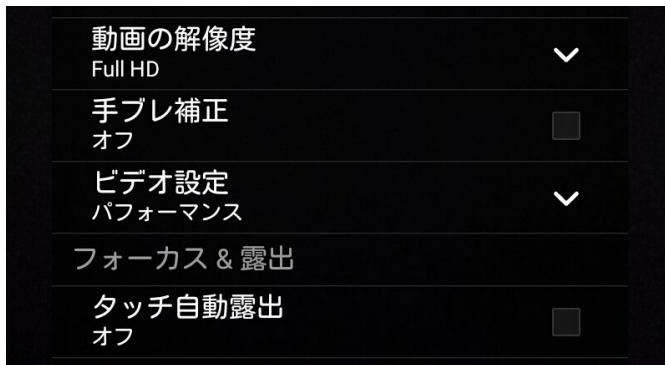 動画の解像度
Full HD
手ブレ補正
オフ
ビデオ設定
パフォーマンス
フォーカス & 露出
タッチ自動露出
オフ